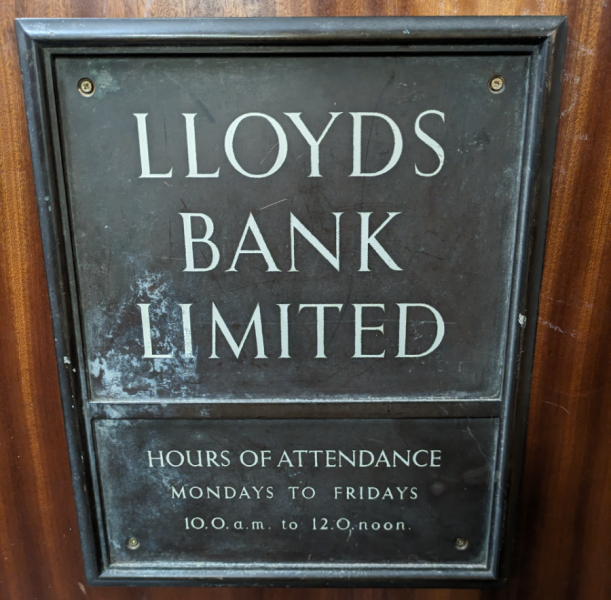 LLOYDS
BANK
LIMITED
HOURS OF ATTENDANCE
MONDAYS TO FRIDAYS
10.0.a.m. to 12.0.noon.